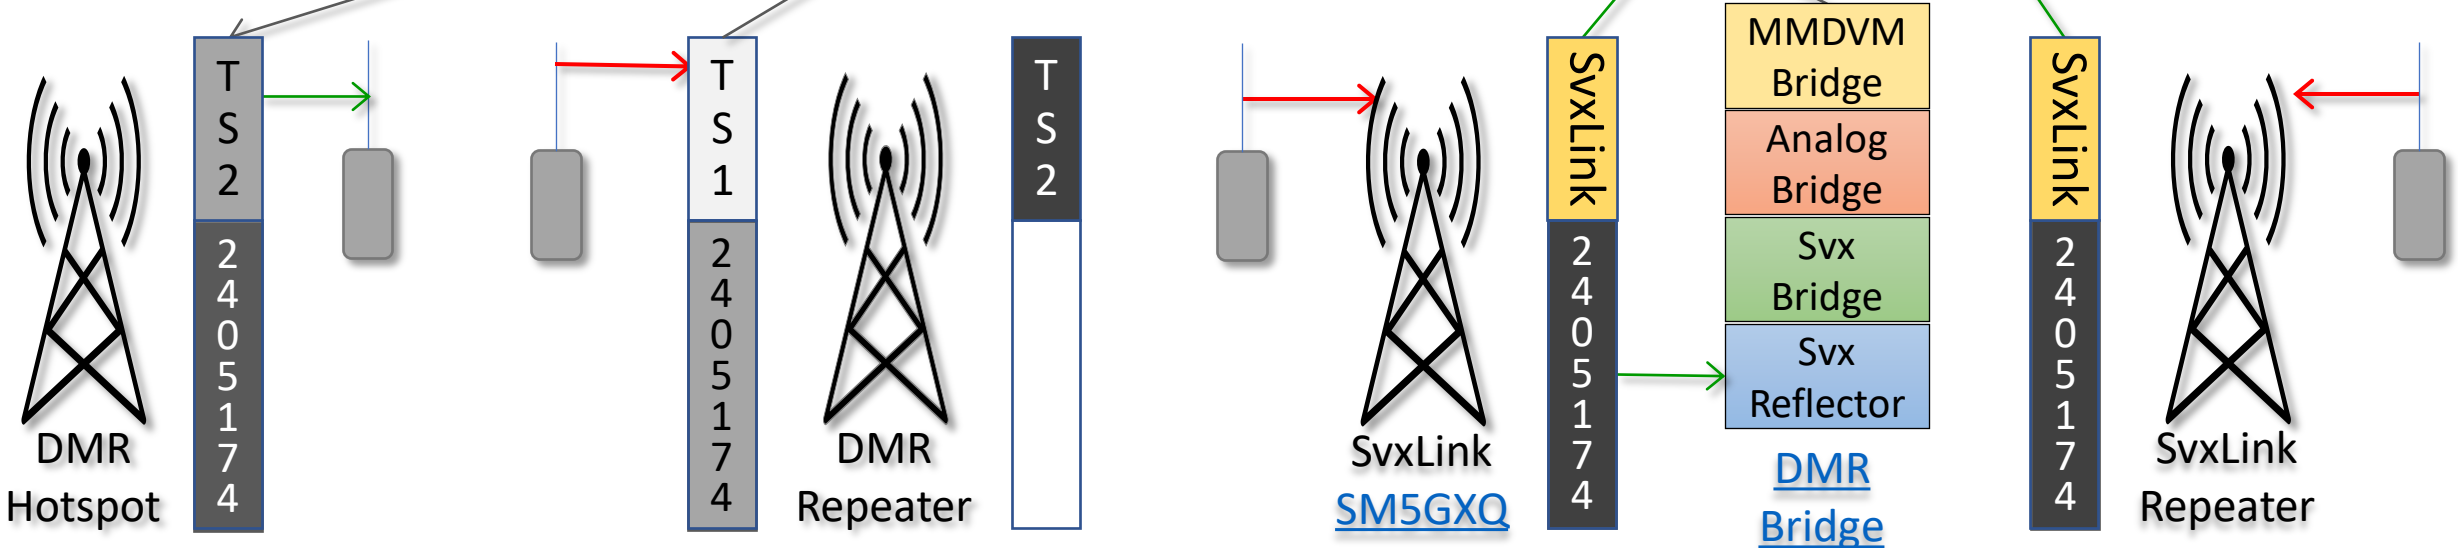 TS2
2405174
DMR
Hotspot
TS1
2405174
DMR
Repeater
TS2
SvxLink
SM5GXQ
SvxLink
2405174
MMDVM
Bridge
Analog
Bridge
Svx
Bridge
Svx
Reflector
DMR
Bridge
SvxLink
2405174
SvxLink
Repeater